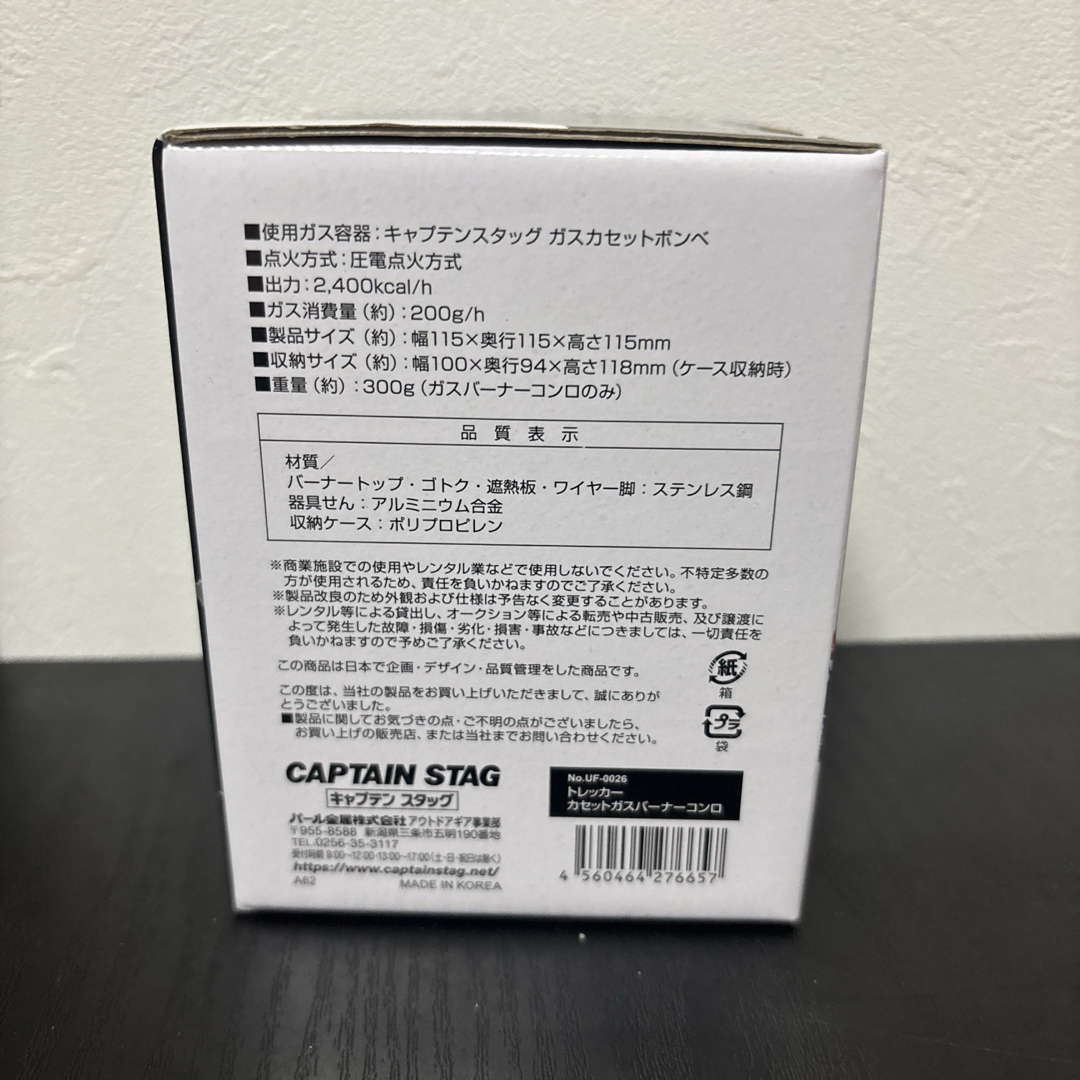 ■使用ガス容器：キャプテンスタッグ ガスカセットボンベ
■点火方式：圧電点火方式
■出力：2,400kcal/h
■ガス消費量（約）：200g/h
■製品サイズ（約）：幅115×奥行115×高さ115mm
■収納サイズ（約）：幅100×奥行94×高さ118mm（ケース収納時）
■重量（約）：300g（ガスバーナーコンロのみ）
品質表示
材質／
バーナートップ・ゴトク・遮熱板・ワイヤー脚：ステンレス鋼
器具せん：アルミニウム合金
収納ケース：ポリプロピレン
※商業施設での使用やレンタル業などで使用しないでください。不特定多数の
方が使用されるため、責任を負いかねますのでご了承ください。
※製品改良のため外観および仕様は予告なく変更することがあります。
※レンタル等による貸出し、オークション等による転売や中古販売、及び譲渡に
よって発生した故障・損傷・劣化・損害・事故などにつきましては、一切責任を
負いかねますので予めご了承ください。
この商品は日本で企画・デザイン・品質管理をした商品です。
紙
箱
この度は、当社の製品をお買い上げいただきまして、誠にありが
とうございました。
■製品に関してお気づきの点・ご不明の点がございましたら、
お買い上げの販売店、または当社までお問い合わせください。
プラ
袋
CAPTAIN STAG
キャプテン スタッグ
パール金属株式会社 アウトドアギア事業部
〒955-8588 新潟県三条市五明190番地
TEL.0256-35-3117
受付時間 9:00〜12:00・13:00〜17:00（土・日・祝日は除く）
https://www.captainstag.net/
A62 MADE IN KOREA
No.UF-0026
トレッカー
カセットガスバーナーコンロ
4 560464 276657